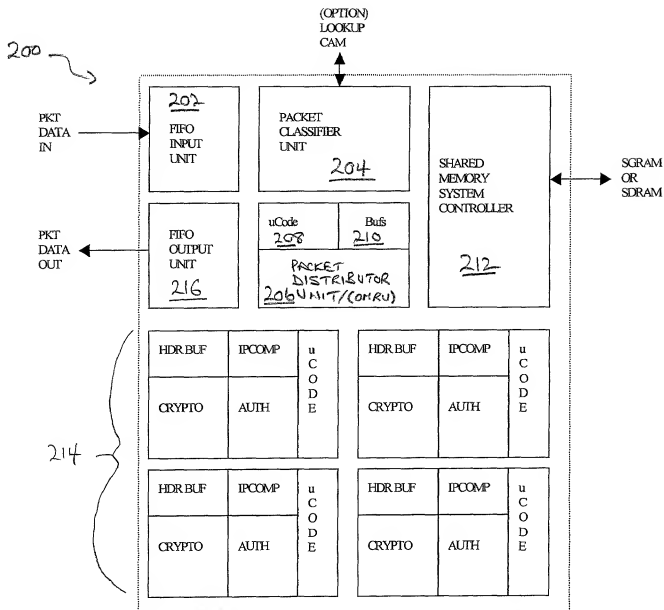 (OPTION)
LOOKUP
CAM
200
PKT
DATA
IN
202
FIFO
INPUT
UNIT
PACKET
CLASSIFIER
UNIT
204
SHARED
MEMORY
SYSTEM
CONTROLLER
212
SGRAM
OR
SDRAM
PKT
DATA
OUT
FIFO
OUTPUT
UNIT
216
uCode
208
Bufs
210
PACKET
DISTRIBUTOR
206 UNIT/(OMRU)
214
HDR BUF
IPCOMP
u
C
O
D
E
CRYPTO
AUTH
HDR BUF
IPCOMP
u
C
O
D
E
CRYPTO
AUTH
HDR BUF
IPCOMP
u
C
O
D
E
CRYPTO
AUTH
HDR BUF
IPCOMP
u
C
O
D
E
CRYPTO
AUTH